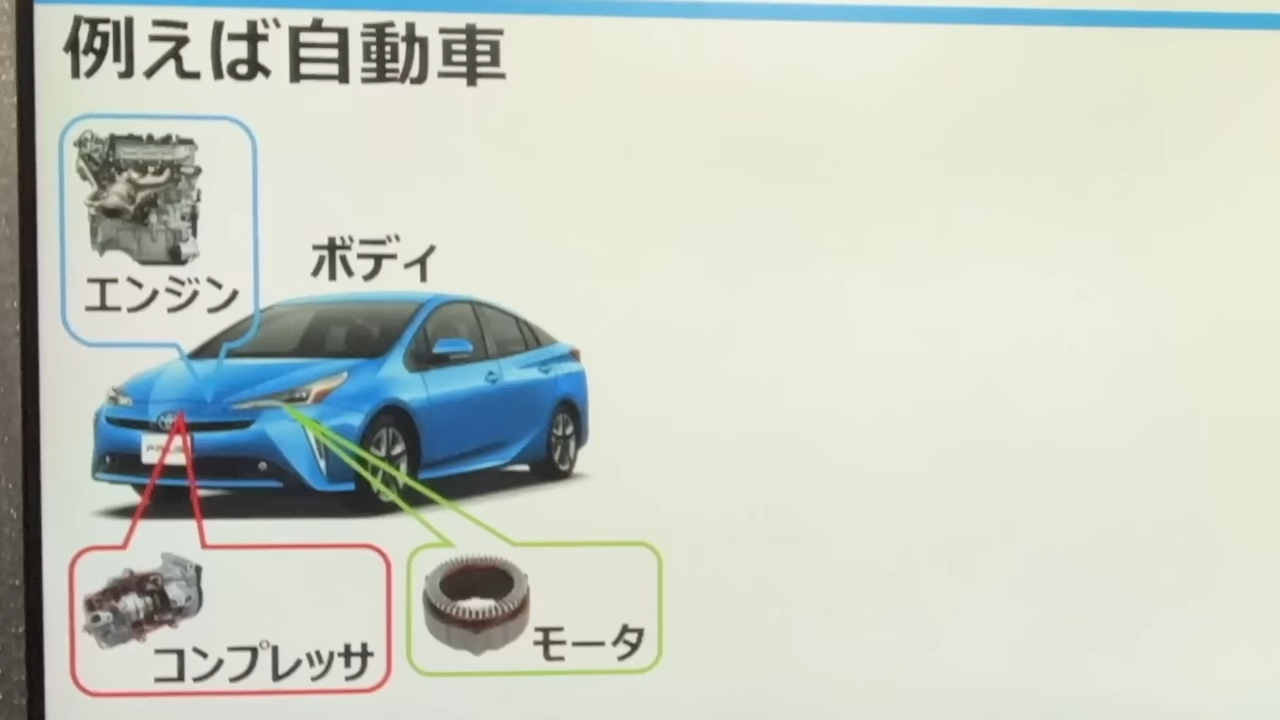 例えば自動車
エンジン
ボディ
コンプレッサ
モータ